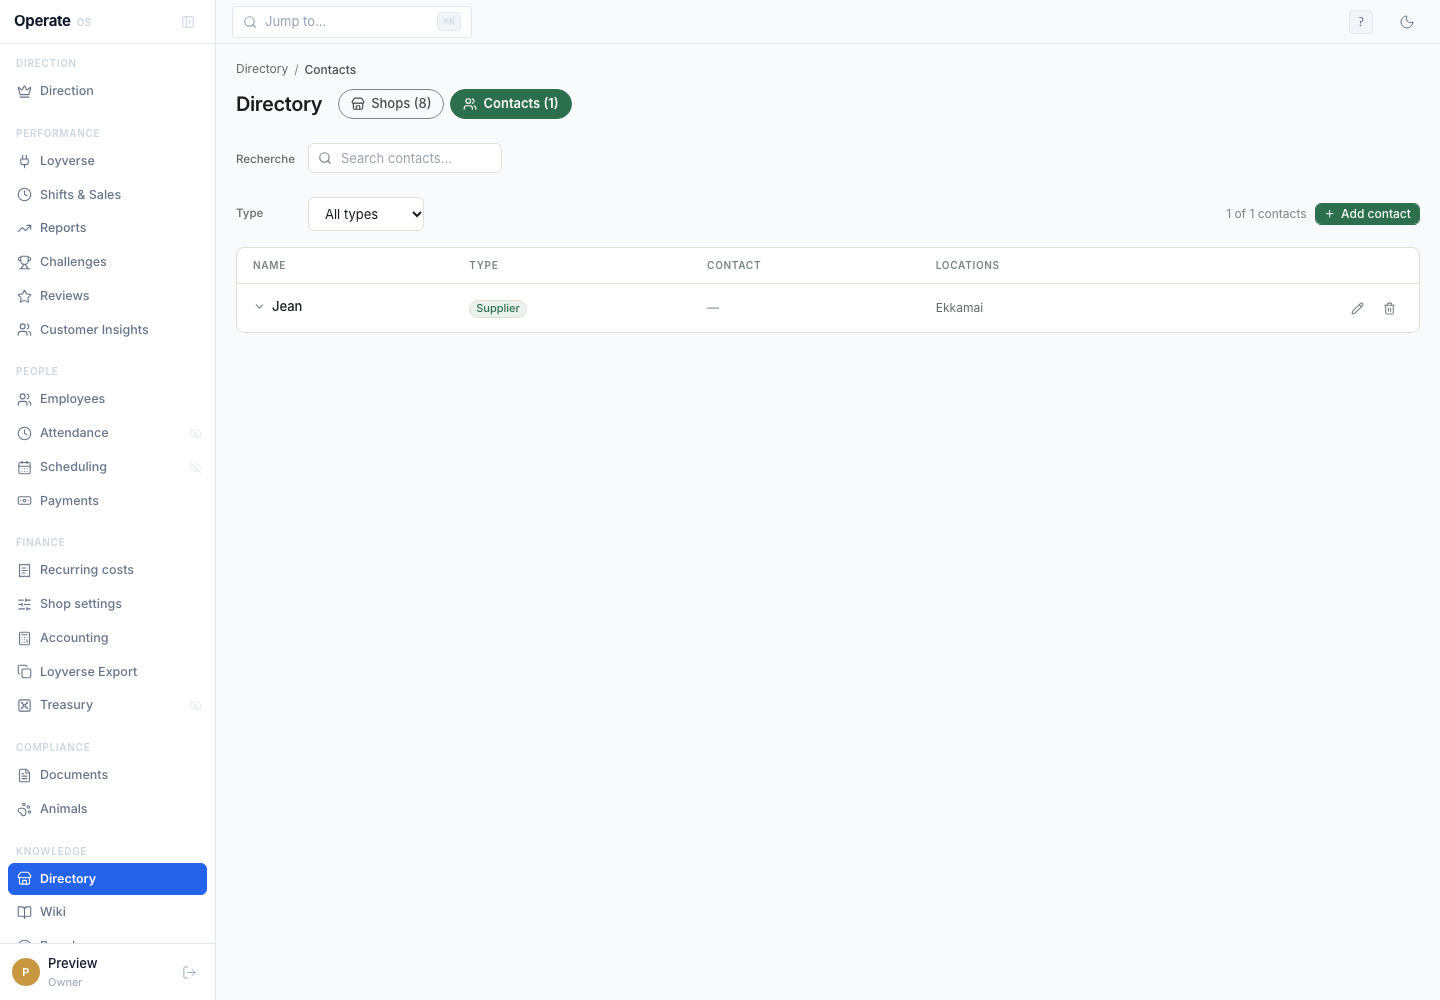 Operate OS
Jump to...
⌘K
?
DIRECTION
Direction
PERFORMANCE
Loyverse
Shifts & Sales
Reports
Challenges
Reviews
Customer Insights
PEOPLE
Employees
Attendance
Scheduling
Payments
FINANCE
Recurring costs
Shop settings
Accounting
Loyverse Export
Treasury
COMPLIANCE
Documents
Animals
KNOWLEDGE
Directory
Wiki
P
Preview
Owner
Directory / Contacts
Directory
Shops (8)
Contacts (1)
Recherche
Search contacts...
Type
All types
1 of 1 contacts
+ Add contact
NAME TYPE CONTACT LOCATIONS
Jean Supplier — Ekkamai